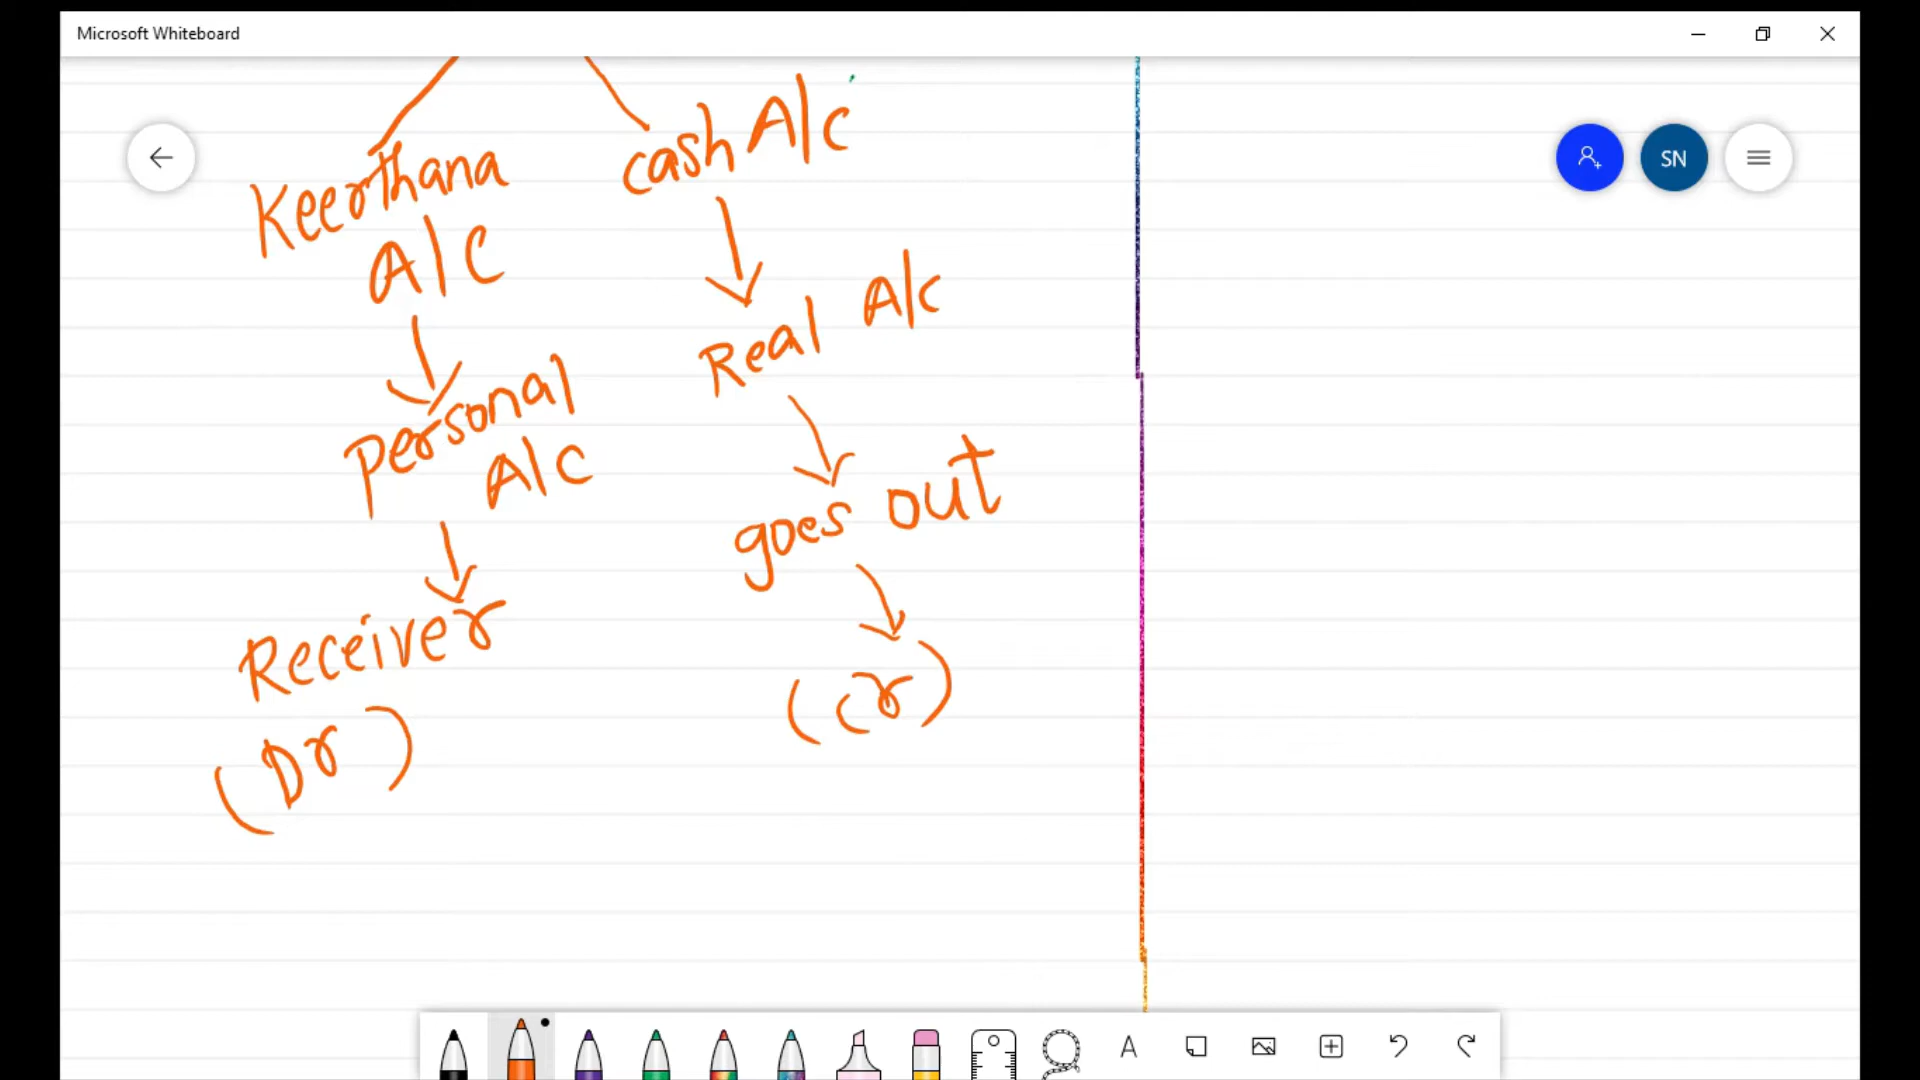 Microsoft Whiteboard
SN
Keerthana
A/C
cash A/c
Personal
A/C
Real A/c
Receiver
(Dr)
goes out
(cr)
A